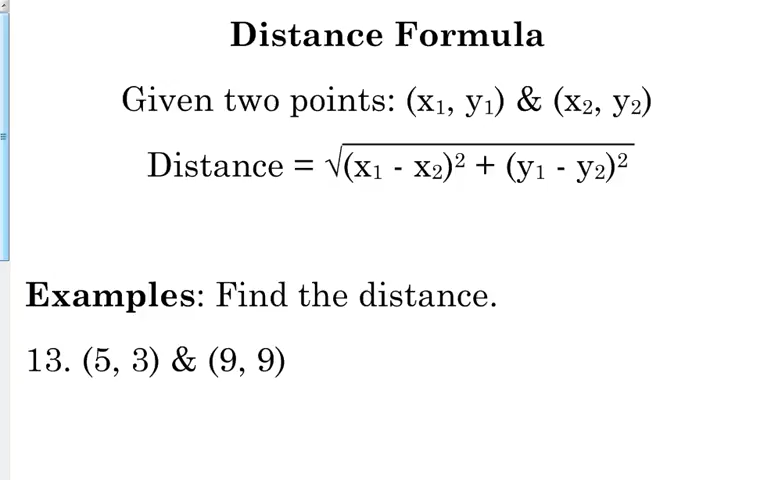 Distance Formula
Given two points: (x₁, y₁) & (x₂, y₂)
Distance = √(x₁ - x₂)² + (y₁ - y₂)²
Examples: Find the distance.
13. (5, 3) & (9, 9)